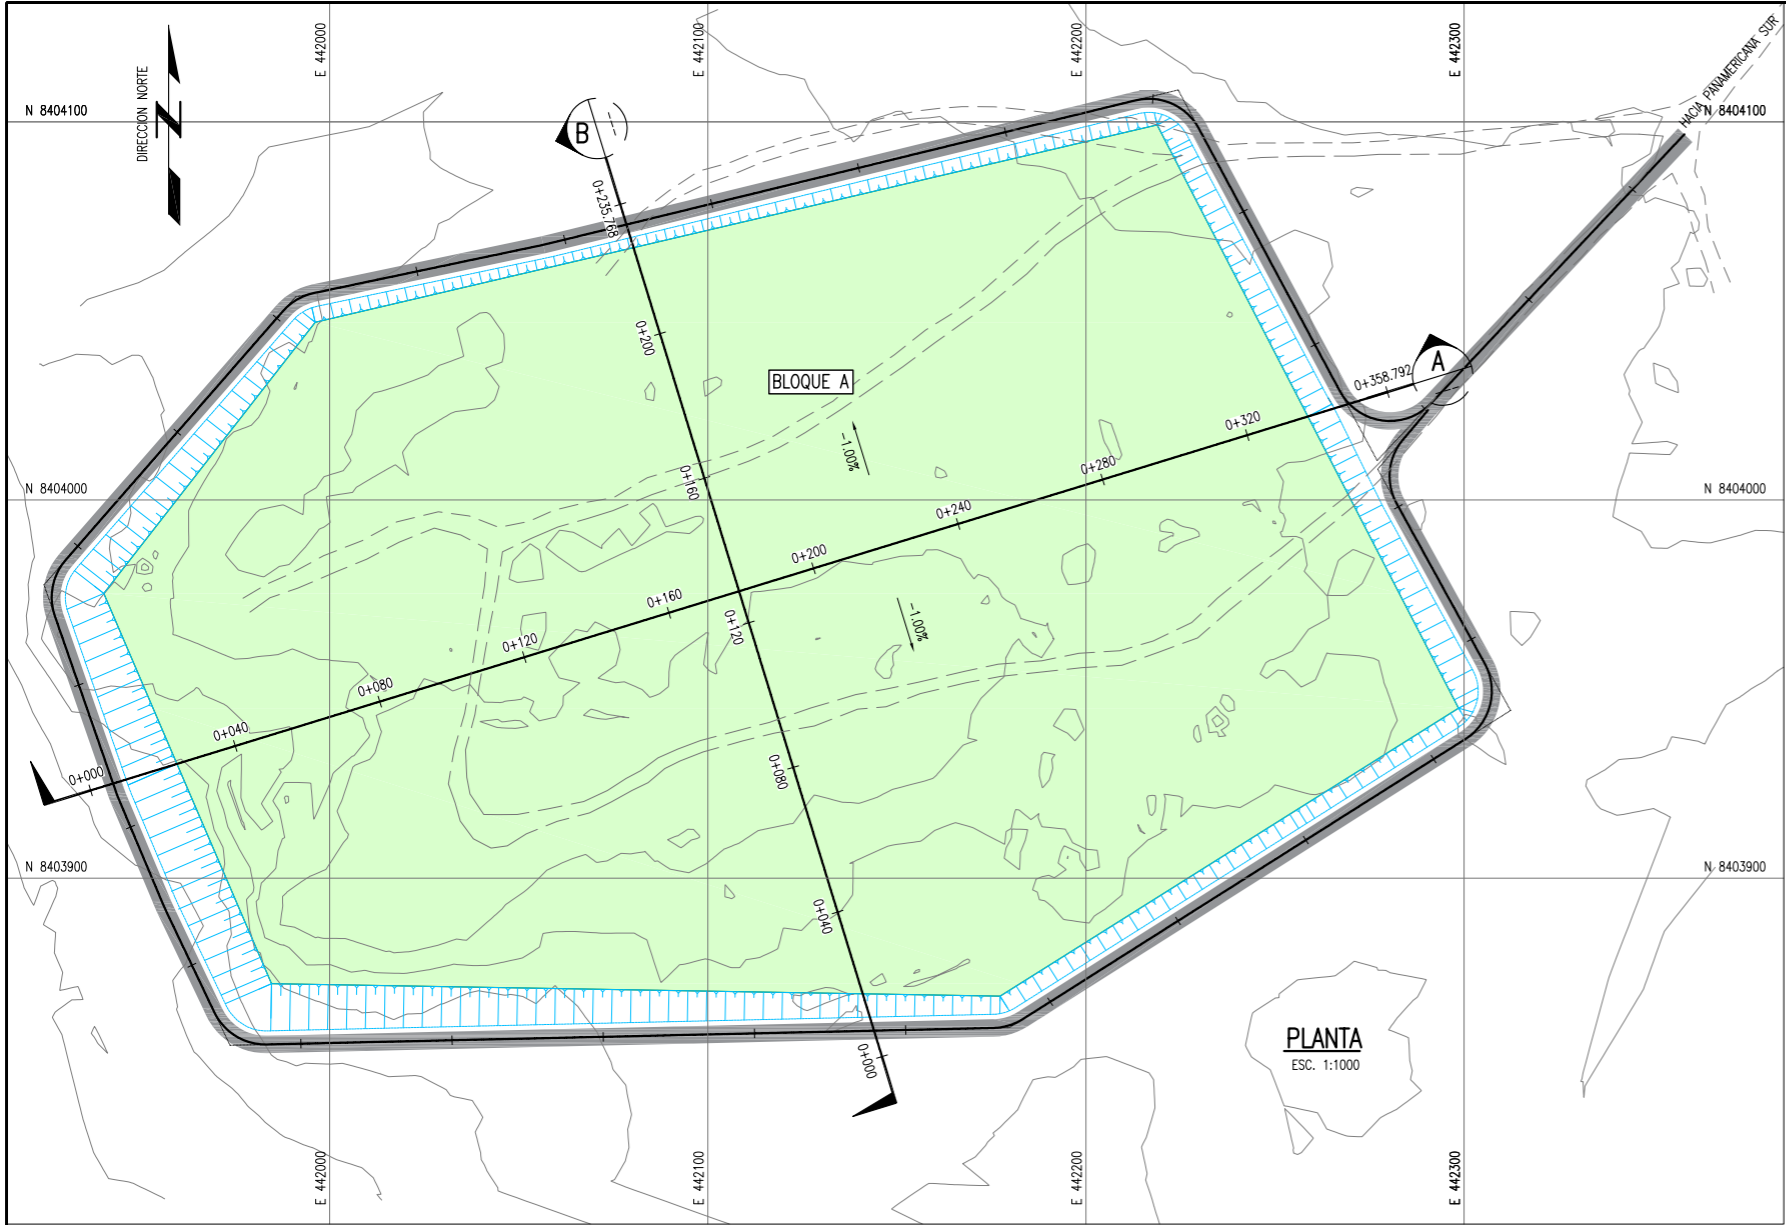 E 442000
E 442100
E 442200
E 442300
HACIA PANAMERICANA SUR
DIRECCION NORTE
N
N 8404100
N 8404100
B
0+235.768
0+200
BLOQUE A
A
0+358.792
0+320
-1.00%
0+160
0+280
N 8404000
N 8404000
0+240
0+200
0+160
0+120
0+120
-1.00%
0+080
0+040
0+000
0+080
N 8403900
N 8403900
0+040
0+000
PLANTA
ESC. 1:1000
E 442000
E 442100
E 442200
E 442300